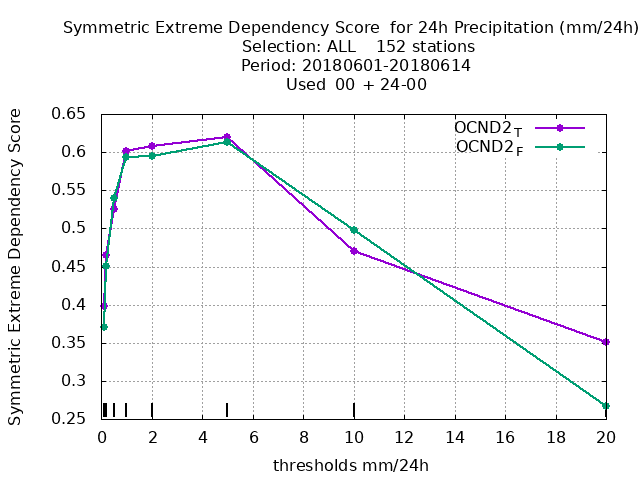 Symmetric Extreme Dependency Score for 24h Precipitation (mm/24h)
Selection: ALL 152 stations
Period: 20180601-20180614
Used 00 + 24-00
Symmetric Extreme Dependency Score
0.65
0.6
0.55
0.5
0.45
0.4
0.35
0.3
0.25
OCND2T
OCND2F
0 2 4 6 8 10 12 14 16 18 20
thresholds mm/24h